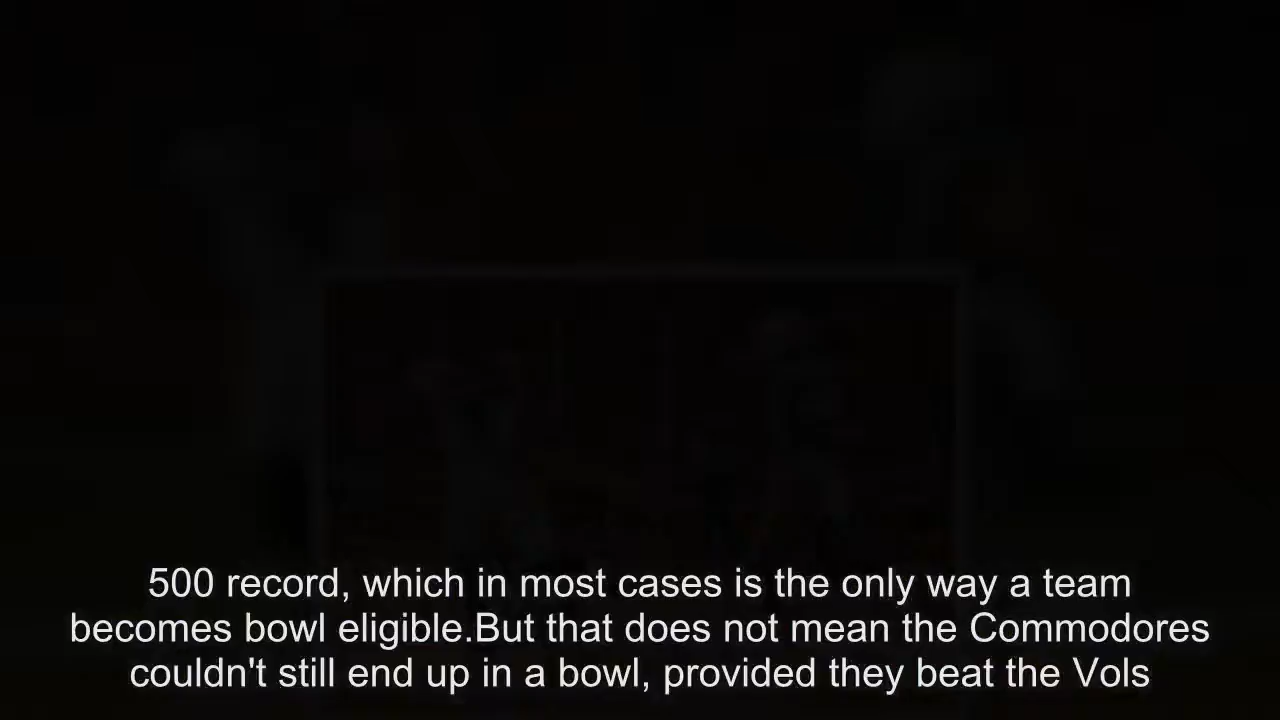 500 record, which in most cases is the only way a team
becomes bowl eligible.But that does not mean the Commodores
couldn't still end up in a bowl, provided they beat the Vols